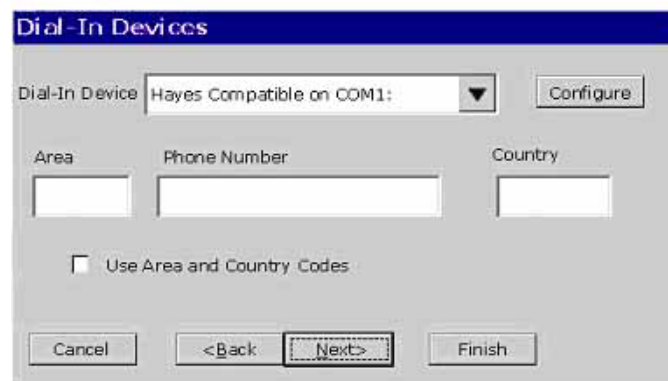 Dial-In Devices
Dial-In Device Hayes Compatible on COM1: Configure
Area Phone Number Country
Use Area and Country Codes
Cancel <Back Next> Finish